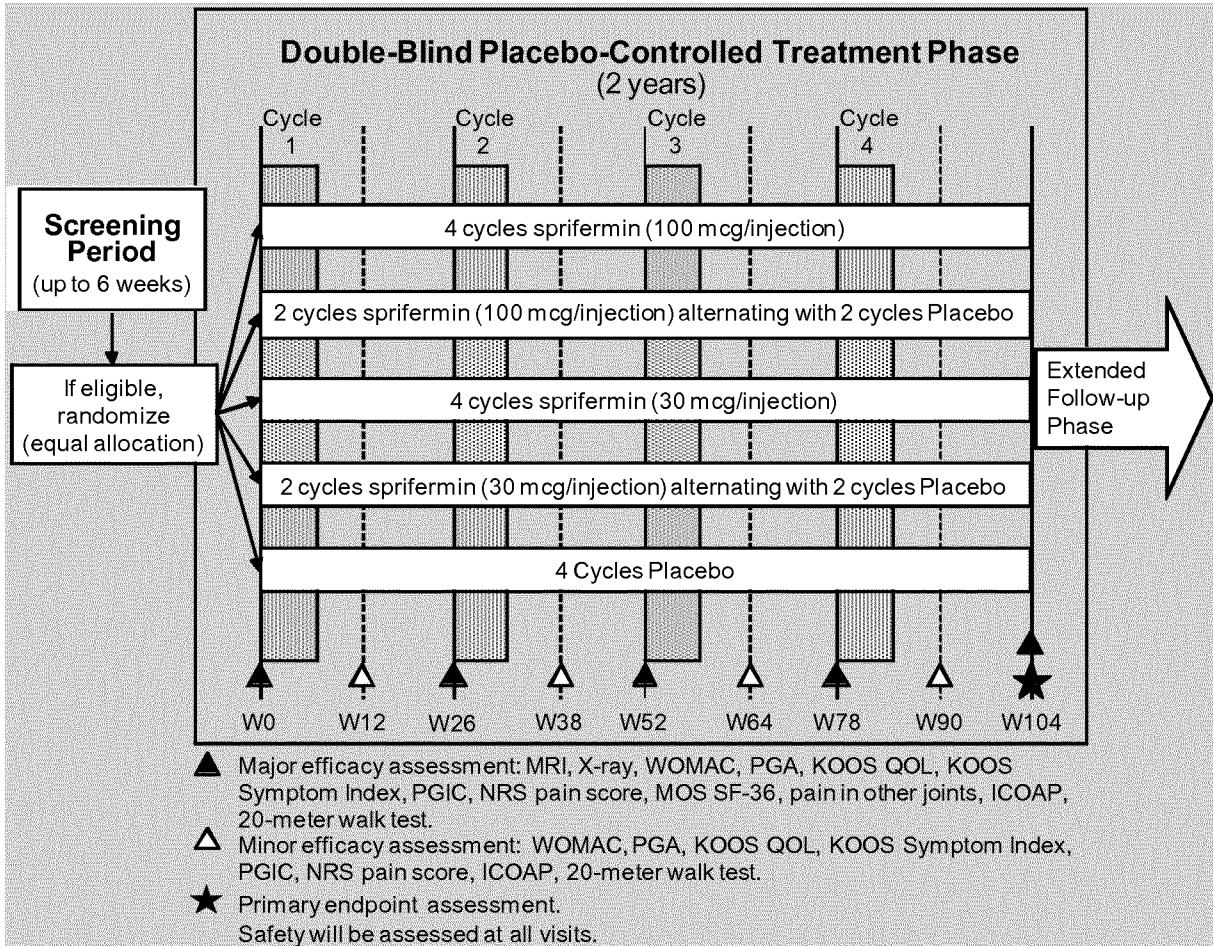 Double-Blind Placebo-Controlled Treatment Phase
(2 years)
Cycle
1
Cycle
2
Cycle
3
Cycle
4
Screening
Period
(up to 6 weeks)
If eligible,
randomize
(equal allocation)
4 cycles sprifermin (100 mcg/injection)
2 cycles sprifermin (100 mcg/injection) alternating with 2 cycles Placebo
4 cycles sprifermin (30 mcg/injection)
2 cycles sprifermin (30 mcg/injection) alternating with 2 cycles Placebo
4 Cycles Placebo
Extended
Follow-up
Phase
W0
W12
W26
W38
W52
W64
W78
W90
W104
Major efficacy assessment: MRI, X-ray, WOMAC, PGA, KOOS QOL, KOOS
Symptom Index, PGIC, NRS pain score, MOS SF-36, pain in other joints, ICOAP,
20-meter walk test.
Minor efficacy assessment: WOMAC, PGA, KOOS QOL, KOOS Symptom Index,
PGIC, NRS pain score, ICOAP, 20-meter walk test.
Primary endpoint assessment.
Safety will be assessed at all visits.